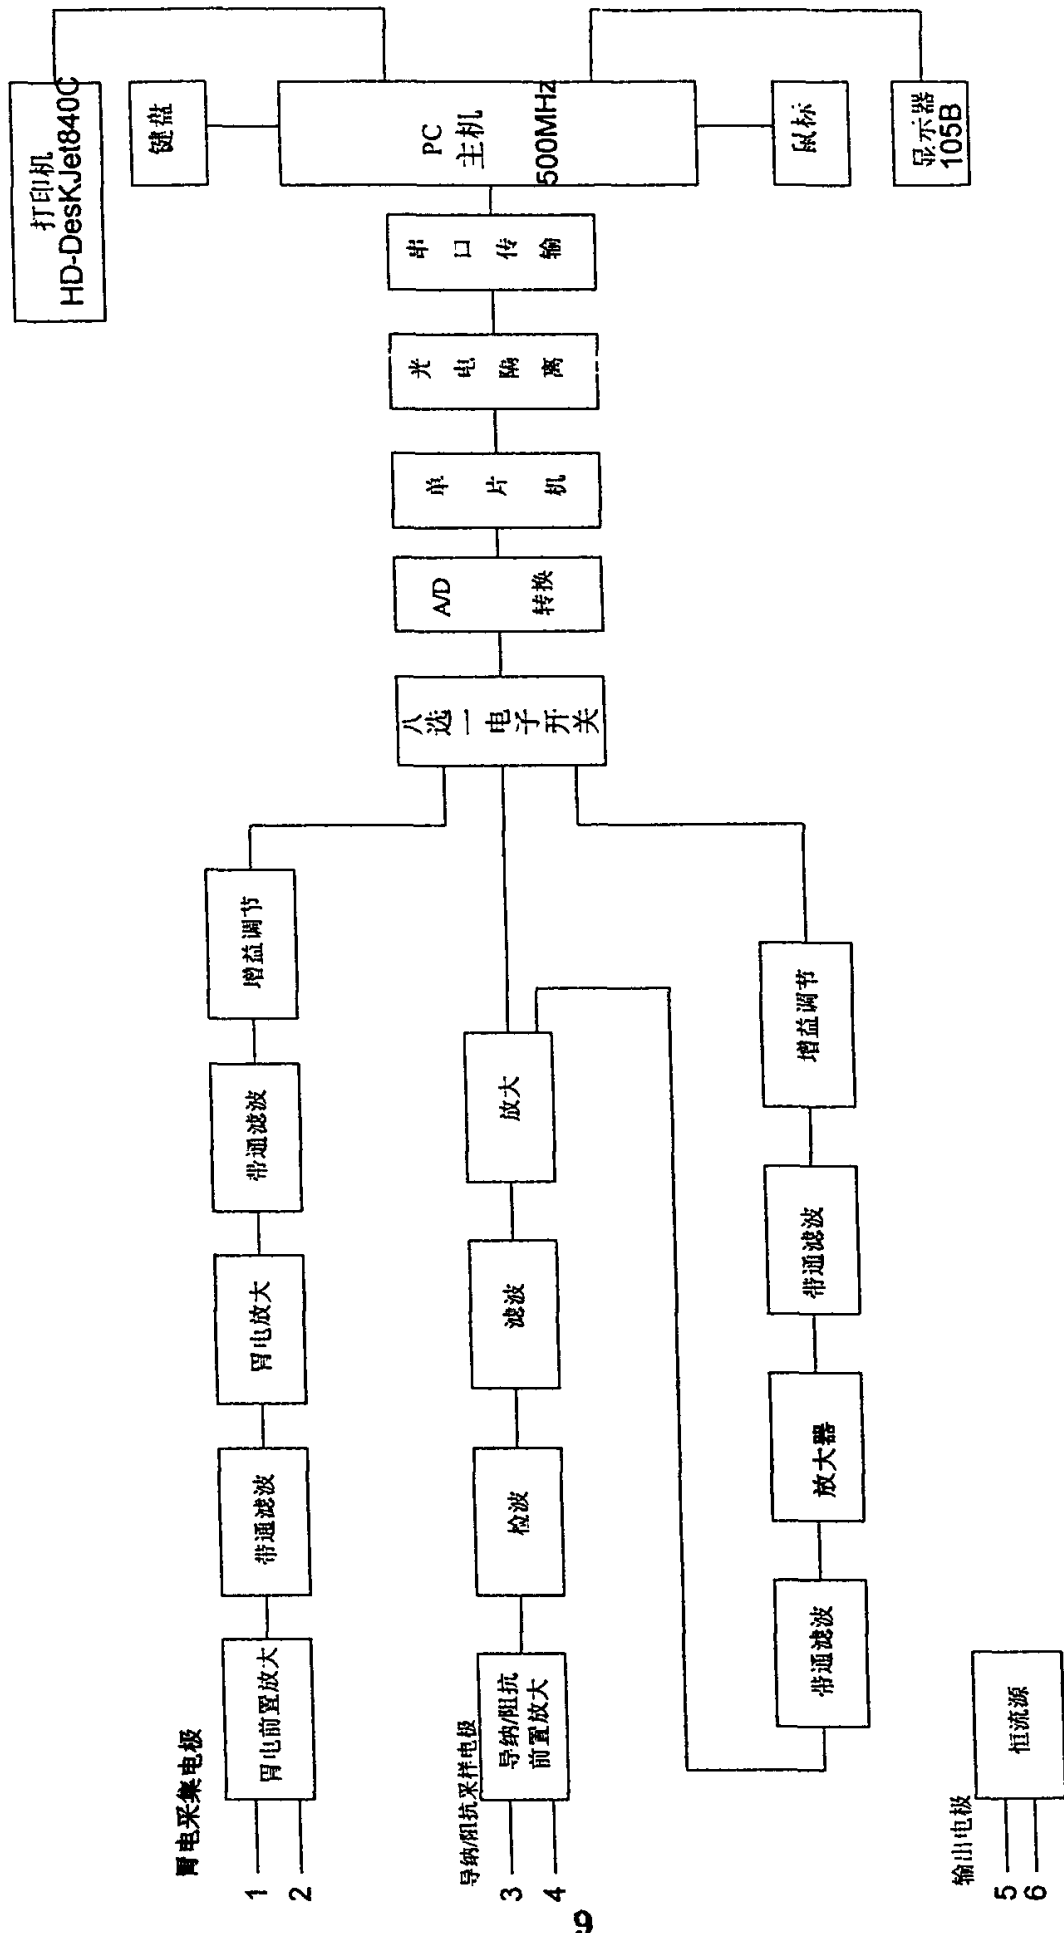 胃电采集电极
1
2
胃电前置放大
带通滤波
胃电放大
带通滤波
增益调节
导纳/阻抗采样电极
3
4
导纳/阻抗
前置放大
检波
滤波
放大
带通滤波
放大器
带通滤波
增益调节
输出电极
5
6
恒流源
八选一电子开关
A/D 转换
单片机
光电隔离
串口传输
PC
主机
500MHz
打印机
HD-DesKJet840C
键盘
鼠标
显示器
105B